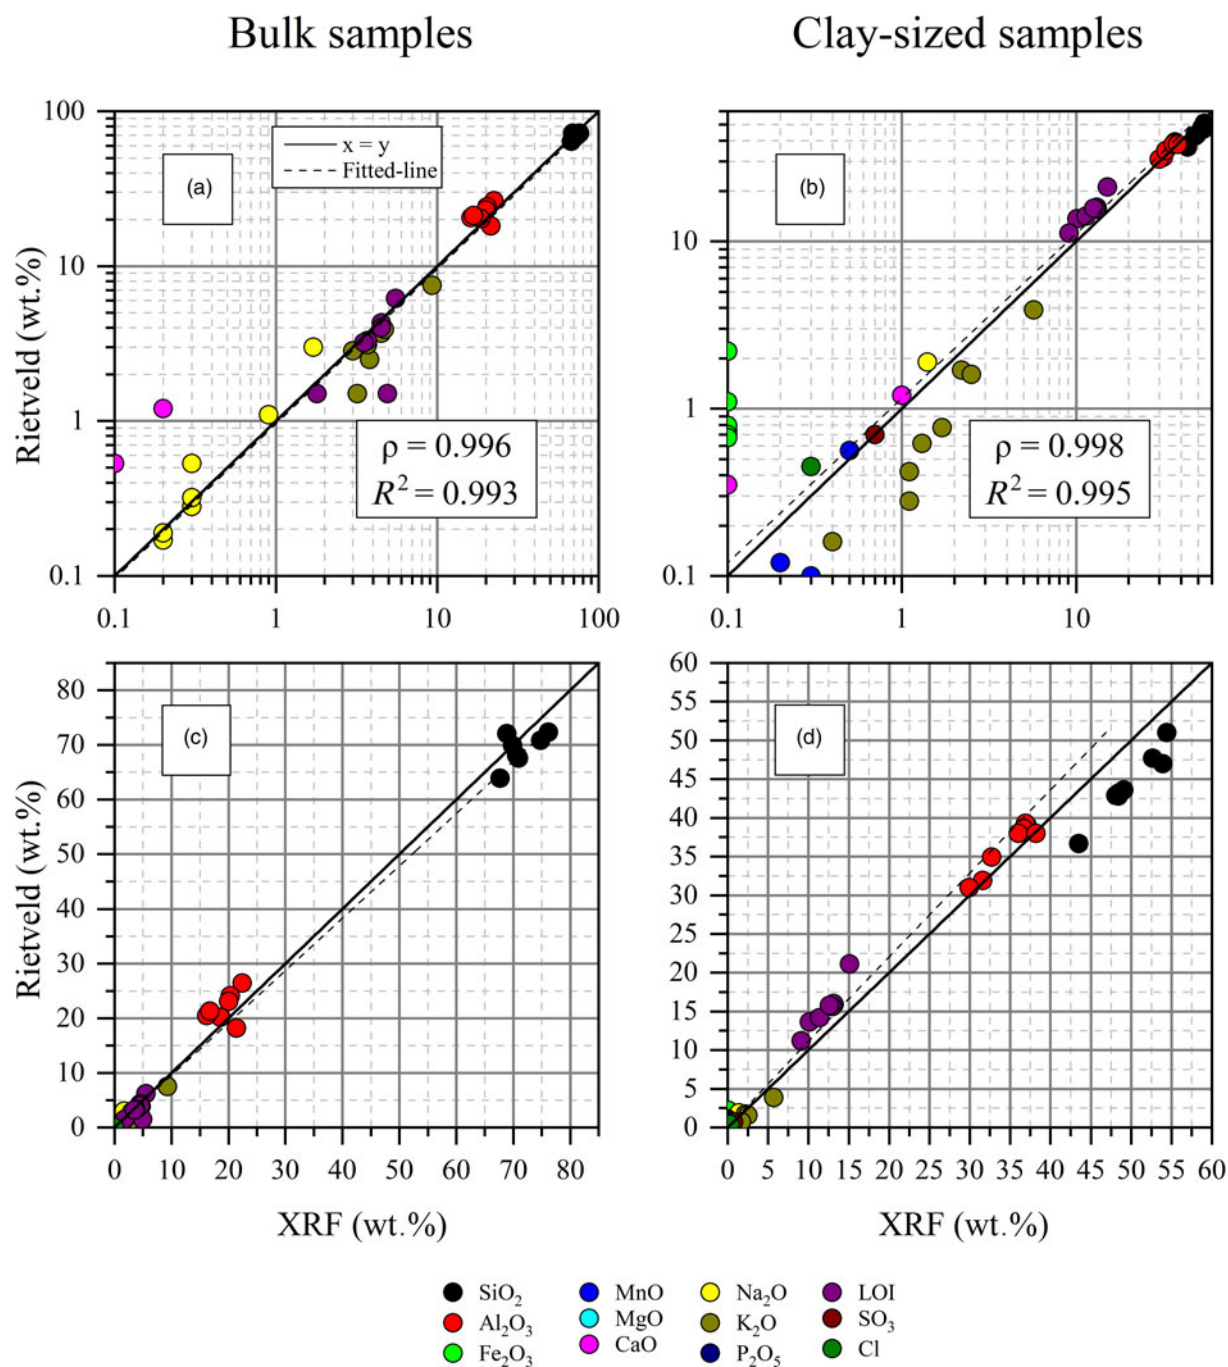 Bulk samples
Clay-sized samples
Rietveld (wt.%)
100
10
1
0.1
0.1
1
10
100
(a)
x = y
Fitted-line
ρ = 0.996
R² = 0.993
10
1
0.1
0.1
1
10
(b)
ρ = 0.998
R² = 0.995
Rietveld (wt.%)
80
70
60
50
40
30
20
10
0
0
10
20
30
40
50
60
70
80
(c)
XRF (wt.%)
60
55
50
45
40
35
30
25
20
15
10
5
0
0
5
10
15
20
25
30
35
40
45
50
55
60
(d)
XRF (wt.%)
SiO₂
Al₂O₃
Fe₂O₃
MnO
MgO
CaO
Na₂O
K₂O
P₂O₅
LOI
SO₃
Cl